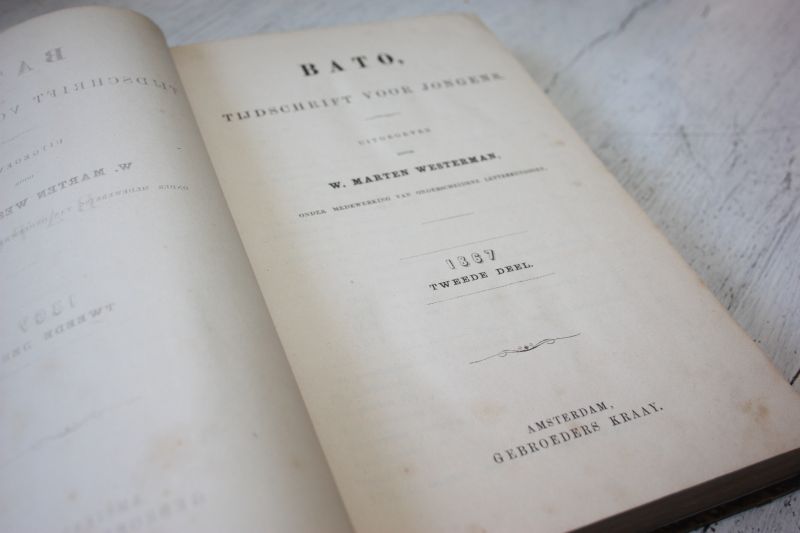 BATO,
TIJDSCHRIFT VOOR JONGENS.
UITGEGEVEN
DOOR
W. MARTEN WESTERMAN,
ONDER MEDEWERKING VAN ONDERSCHEIDENE LETTERKUNDIGEN.
1867
TWEEDE DEEL.
AMSTERDAM,
GEBROEDERS KRAAY.